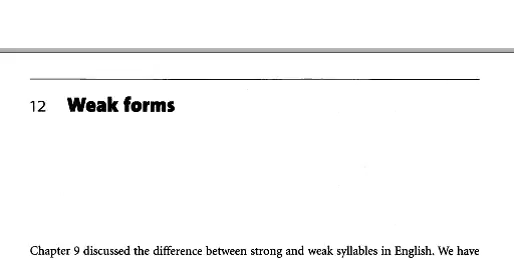 12 Weak forms
Chapter 9 discussed the difference between strong and weak syllables in English. We have